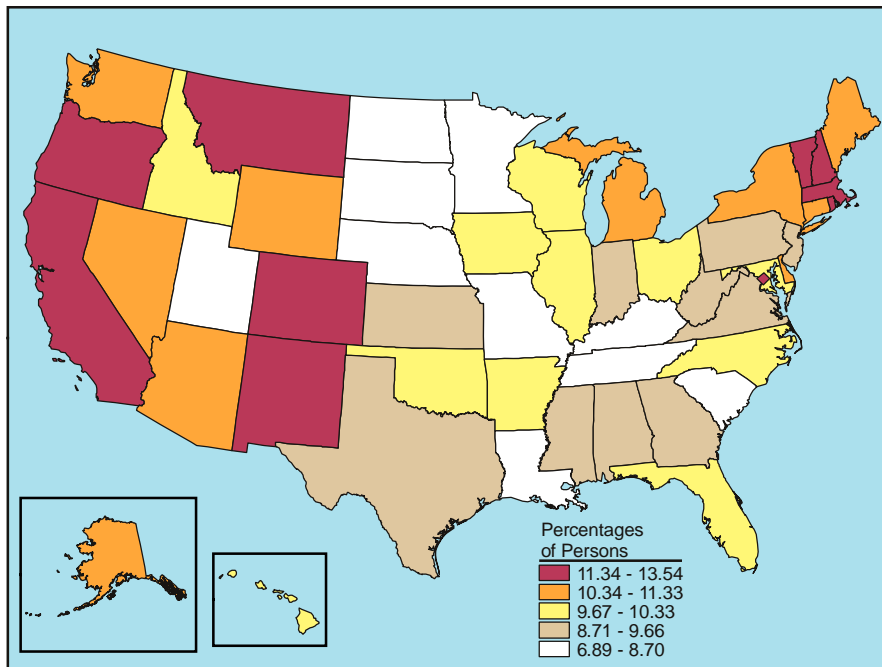 Percentages
of Persons
11.34 - 13.54
10.34 - 11.33
9.67 - 10.33
8.71 - 9.66
6.89 - 8.70